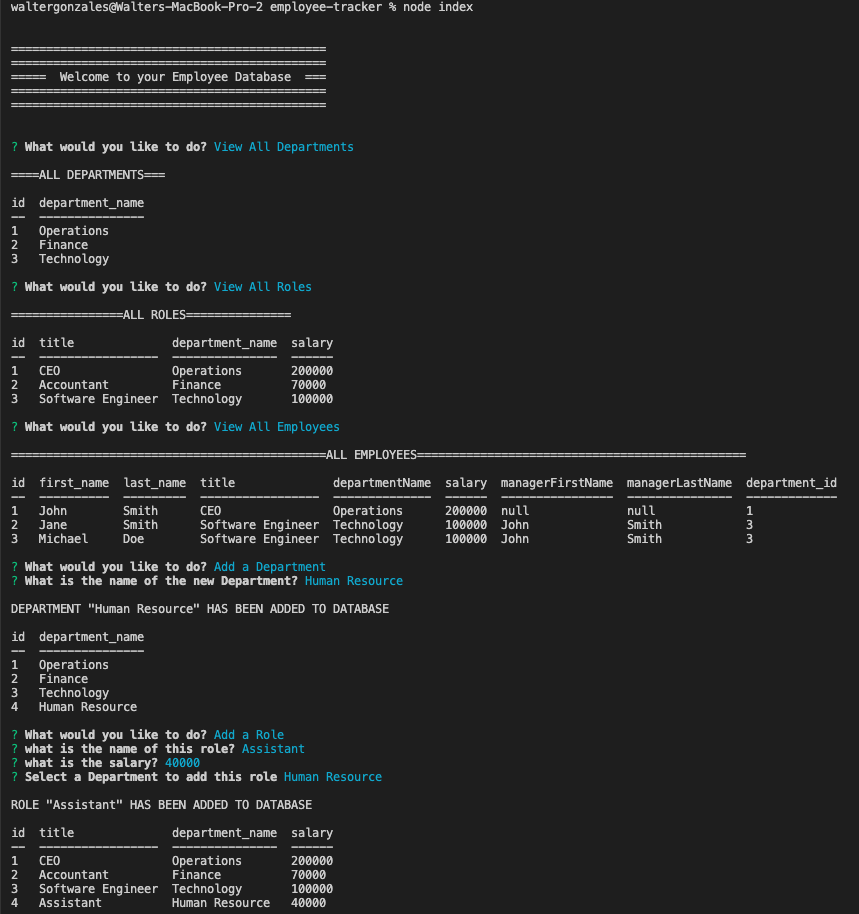 waltergonzales@Walters-MacBook-Pro-2 employee-tracker % node index
=============================================
=============================================
===== Welcome to your Employee Database ===
=============================================
=============================================
? What would you like to do? View All Departments
====ALL DEPARTMENTS===
id department_name
-- ---------------
1 Operations
2 Finance
3 Technology
? What would you like to do? View All Roles
================ALL ROLES===============
id title department_name salary
-- ----------------- --------------- ------
1 CEO Operations 200000
2 Accountant Finance 70000
3 Software Engineer Technology 100000
? What would you like to do? View All Employees
=============================================ALL EMPLOYEES===============================================
id first_name last_name title departmentName salary managerFirstName managerLastName department_id
-- ---------- --------- ----------------- -------------- ------ ---------------- --------------- -------------
1 John Smith CEO Operations 200000 null null 1
2 Jane Smith Software Engineer Technology 100000 John Smith 3
3 Michael Doe Software Engineer Technology 100000 John Smith 3
? What would you like to do? Add a Department
? What is the name of the new Department? Human Resource
DEPARTMENT "Human Resource" HAS BEEN ADDED TO DATABASE
id department_name
-- ---------------
1 Operations
2 Finance
3 Technology
4 Human Resource
? What would you like to do? Add a Role
? what is the name of this role? Assistant
? what is the salary? 40000
? Select a Department to add this role Human Resource
ROLE "Assistant" HAS BEEN ADDED TO DATABASE
id title department_name salary
-- ----------------- --------------- ------
1 CEO Operations 200000
2 Accountant Finance 70000
3 Software Engineer Technology 100000
4 Assistant Human Resource 40000